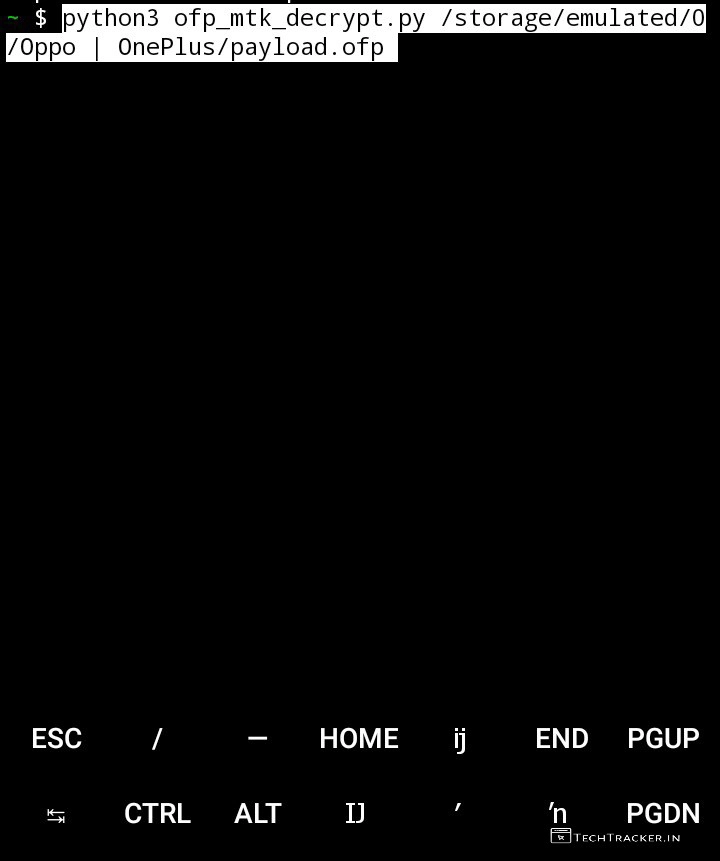 ~ $ python3 ofp_mtk_decrypt.py /storage/emulated/0
/Oppo | OnePlus/payload.ofp
ESC / — HOME ij END PGUP
↹ CTRL ALT IJ ′ ŉ PGDN
TECHTRACKER.IN